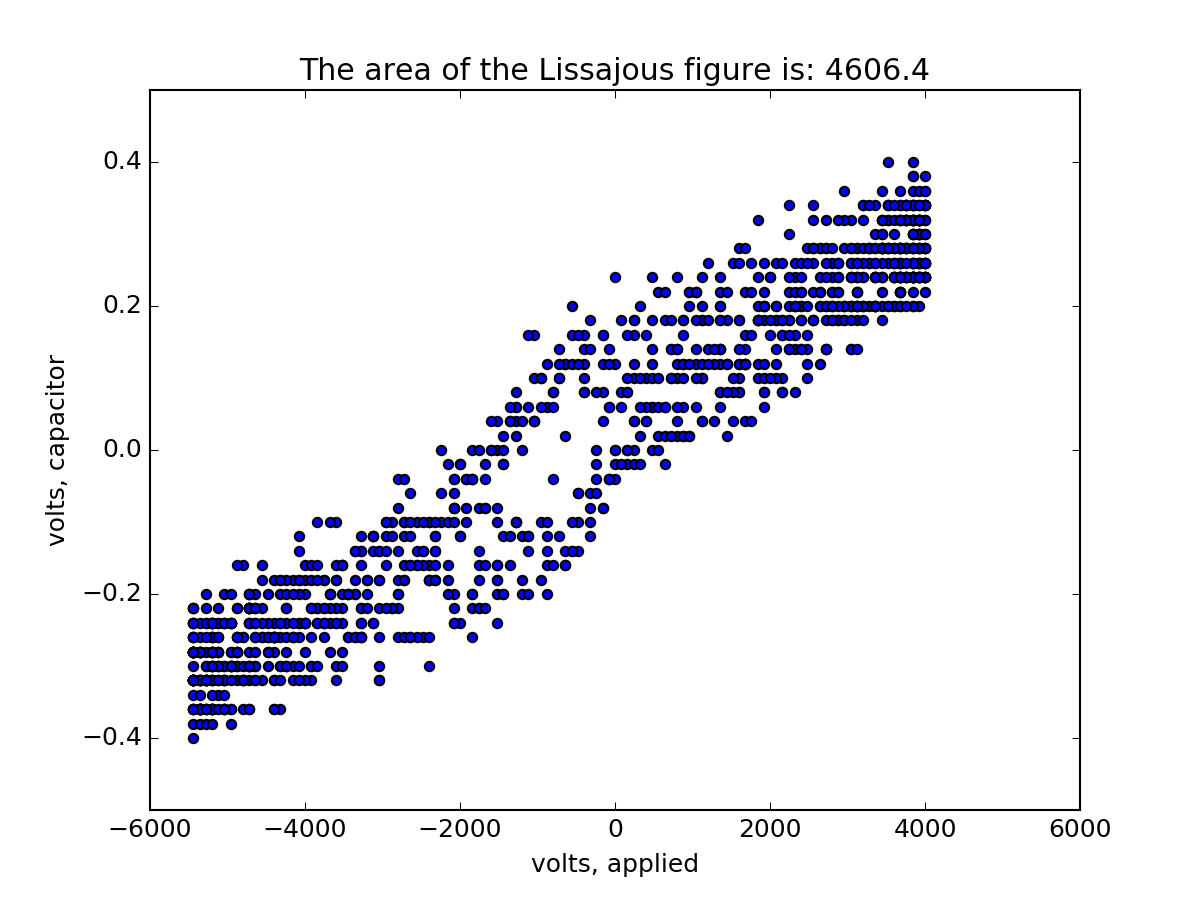 The area of the Lissajous figure is: 4606.4
0.4
0.2
0.0
−0.2
−0.4
volts, capacitor
−6000 −4000 −2000 0 2000 4000 6000
volts, applied